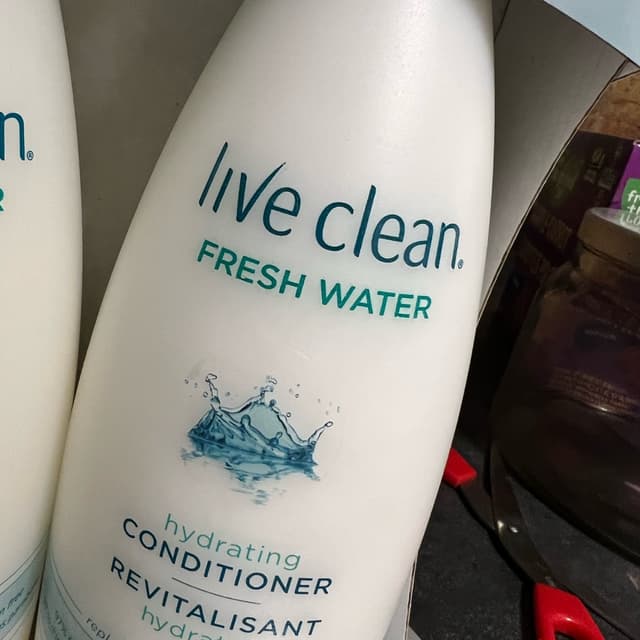 live clean®
FRESH WATER
hydrating
CONDITIONER
REVITALISANT